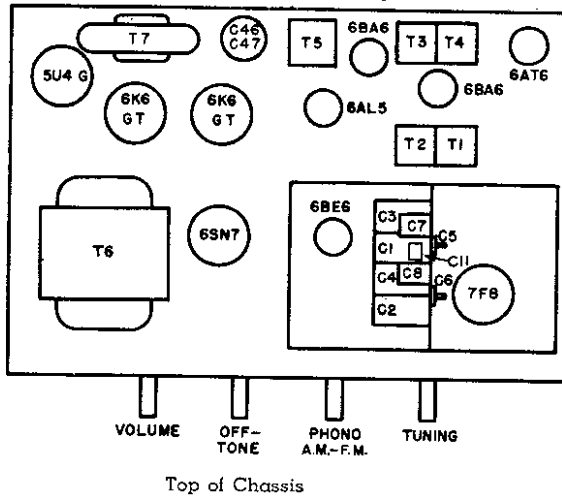 T7
C46
C47
T5
6BA6
T3
T4
6AT6
5U4 G
6K6
GT
6K6
GT
6AL5
6BA6
T2
T1
T6
6SN7
6BE6
C3
C7
C5
C1
C11
C4
C8
C6
C2
7F8
VOLUME
OFF-
TONE
PHONO
A.M.-F.M.
TUNING
Top of Chassis